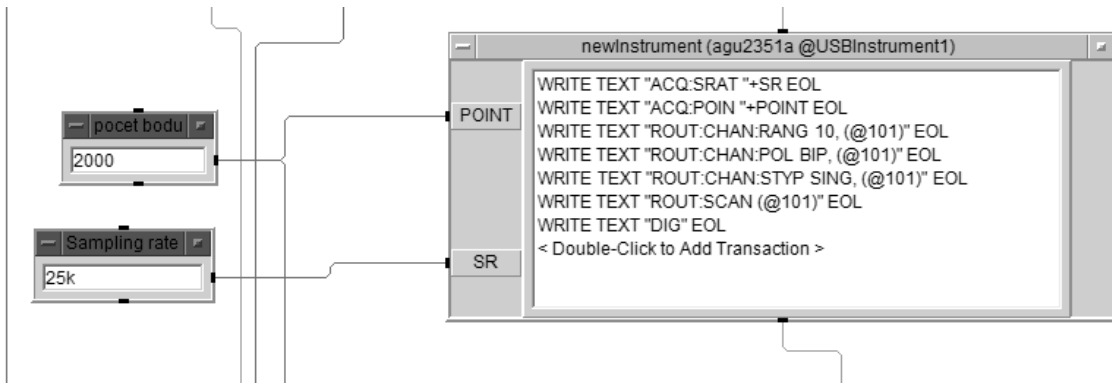 newInstrument (agu2351a @USBInstrument1)
pocet bodu
2000
Sampling rate
25k
POINT
SR
WRITE TEXT "ACQ:SRAT "+SR EOL
WRITE TEXT "ACQ:POIN "+POINT EOL
WRITE TEXT "ROUT:CHAN:RANG 10, (@101)" EOL
WRITE TEXT "ROUT:CHAN:POL BIP, (@101)" EOL
WRITE TEXT "ROUT:CHAN:STYP SING, (@101)" EOL
WRITE TEXT "ROUT:SCAN (@101)" EOL
WRITE TEXT "DIG" EOL
< Double-Click to Add Transaction >